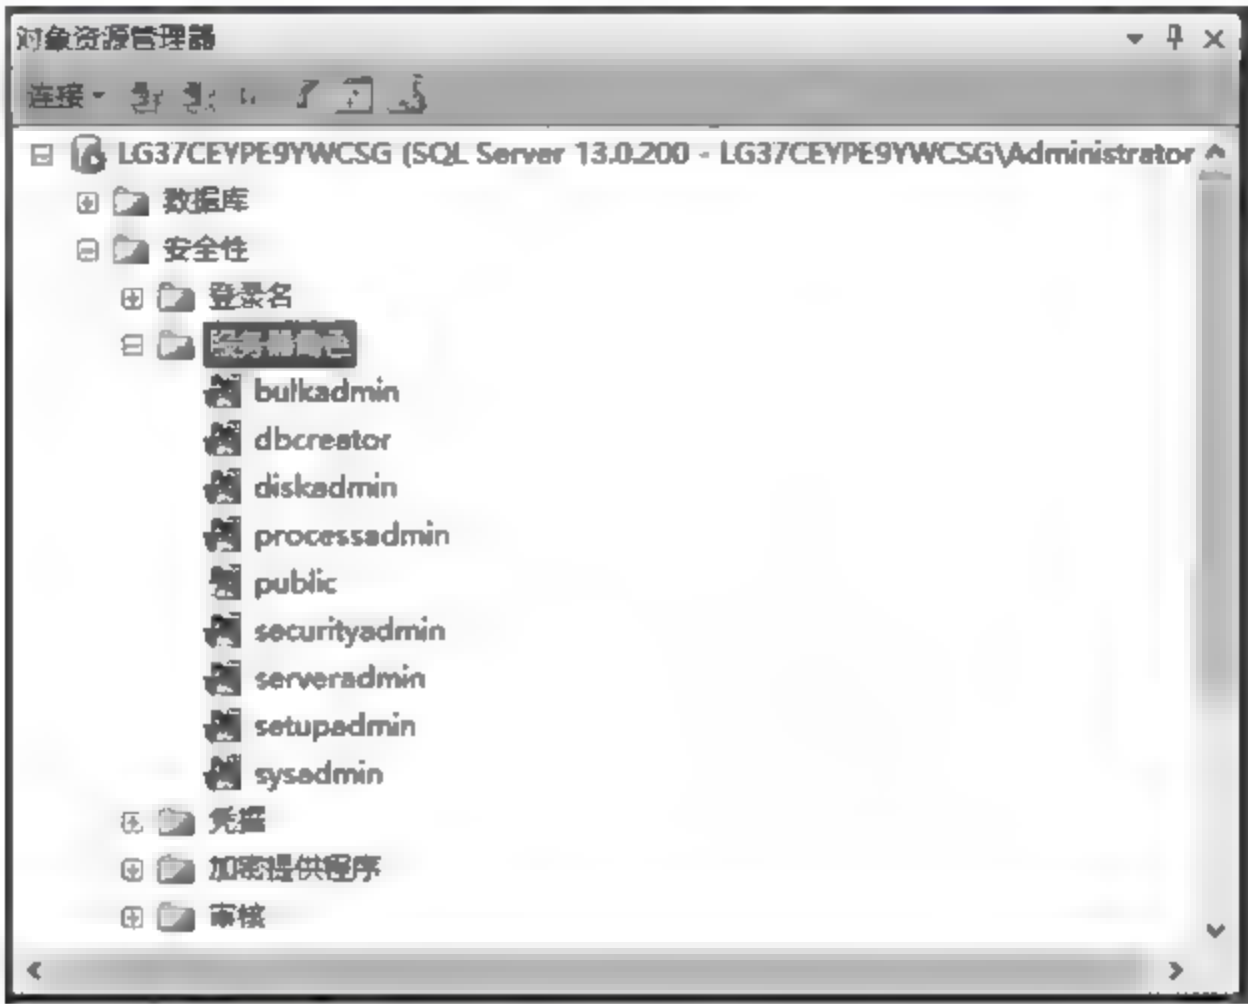 对象资源管理器
连接
LG37CEYPE9YWCSG (SQL Server 13.0.200 - LG37CEYPE9YWCSG\Administrator
数据库
安全性
登录名
服务器角色
bulkadmin
dbcreator
diskadmin
processadmin
public
securityadmin
serveradmin
setupadmin
sysadmin
凭据
加密提供程序
审核